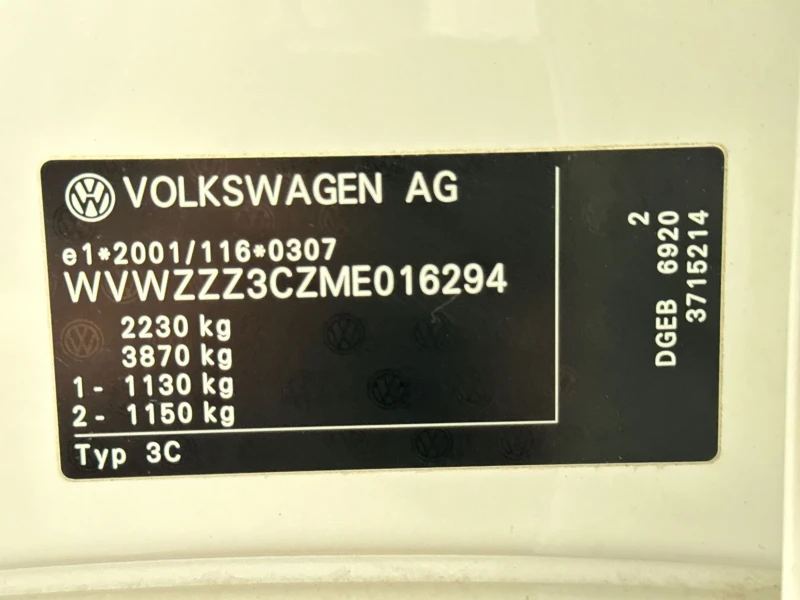 VOLKSWAGEN AG
e1*2001/116*0307
WVWZZZ3CZME016294
2230 kg
3870 kg
1- 1130 kg
2- 1150 kg
Typ 3C
2
DGEB 6920
3715214